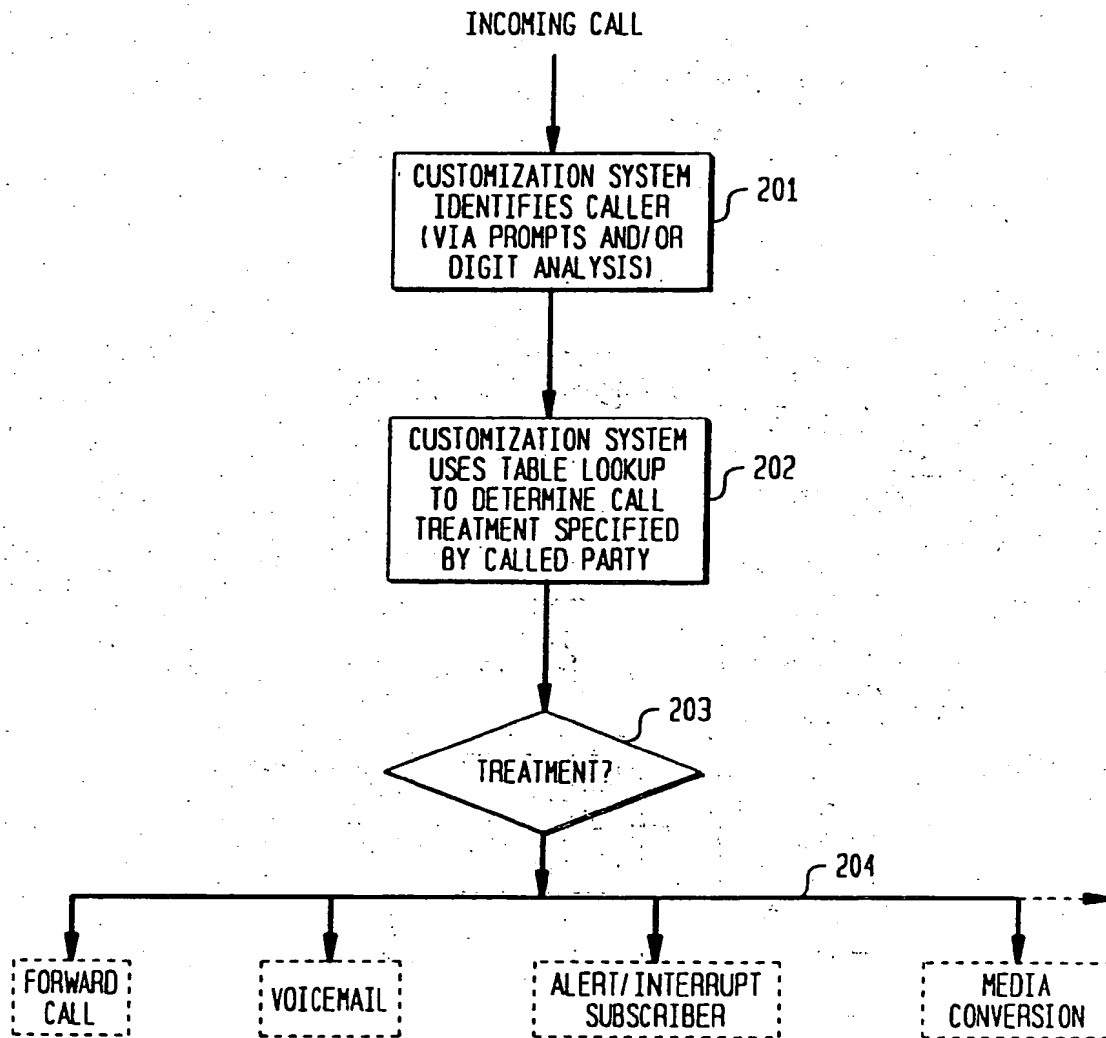 INCOMING CALL
CUSTOMIZATION SYSTEM
IDENTIFIES CALLER
(VIA PROMPTS AND/OR
DIGIT ANALYSIS)
201
CUSTOMIZATION SYSTEM
USES TABLE LOOKUP
TO DETERMINE CALL
TREATMENT SPECIFIED
BY CALLED PARTY
202
203
TREATMENT?
204
FORWARD
CALL
VOICEMAIL
ALERT/INTERRUPT
SUBSCRIBER
MEDIA
CONVERSION